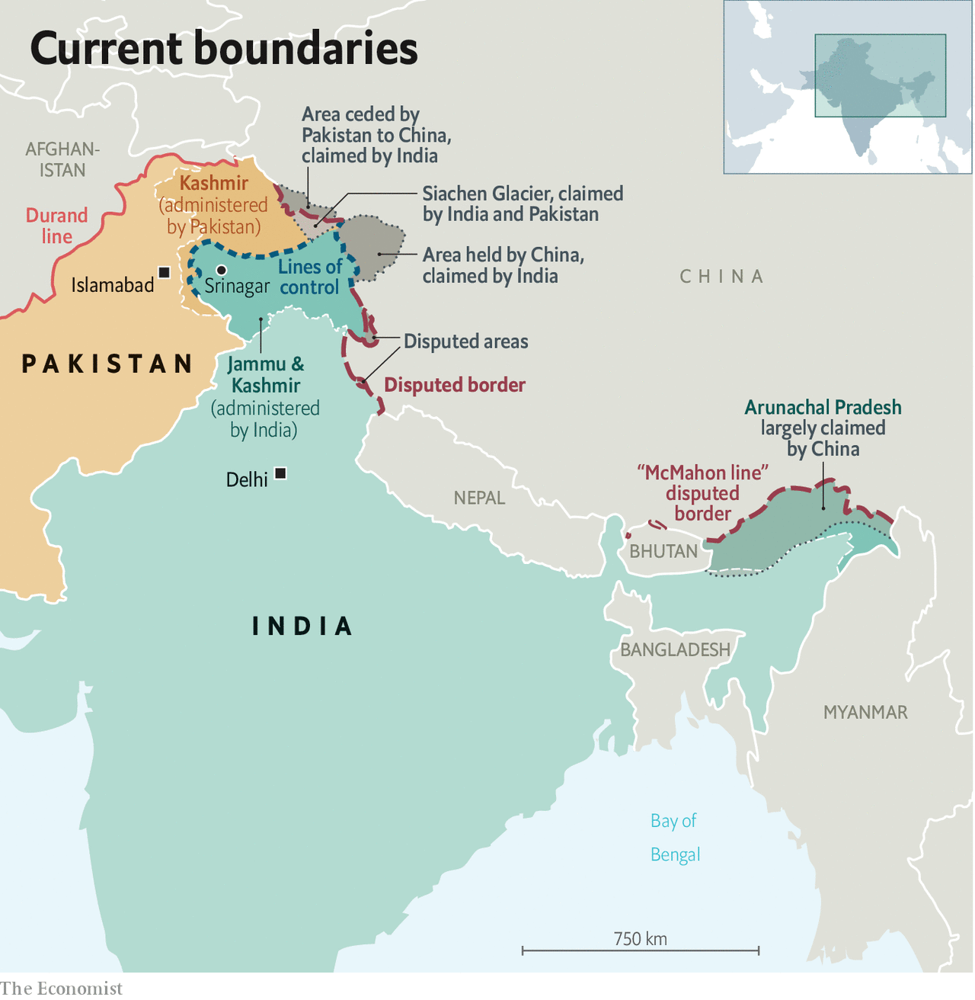 Current boundaries
Area ceded by
Pakistan to China,
claimed by India
AFGHAN-
ISTAN
Kashmir
(administered
by Pakistan)
Siachen Glacier, claimed
by India and Pakistan
Durand
line
Area held by China,
claimed by India
Lines of
control
Islamabad
Srinagar
CHINA
PAKISTAN
Disputed areas
Jammu &
Kashmir
(administered
by India)
Disputed border
Arunachal Pradesh
largely claimed
by China
Delhi
“McMahon line”
disputed
border
NEPAL
BHUTAN
INDIA
BANGLADESH
MYANMAR
Bay of
Bengal
750 km
The Economist